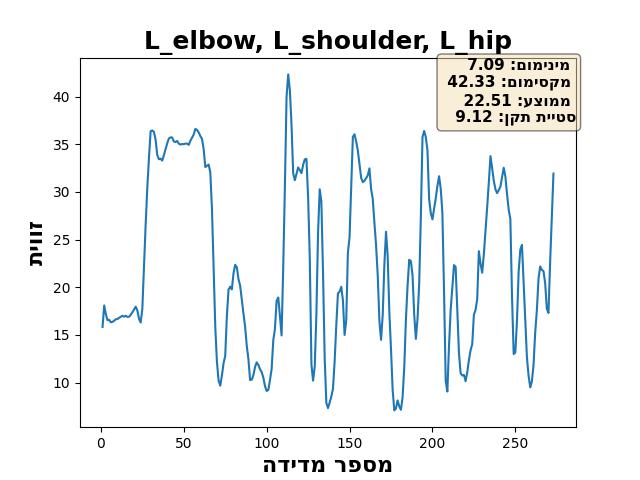 L_elbow, L_shoulder, L_hip
מינימום: 7.09
מקסימום: 42.33
ממוצע: 22.51
סטיית תקן: 9.12
זווית
40
35
30
25
20
15
10
0 50 100 150 200 250
מספר מדידה